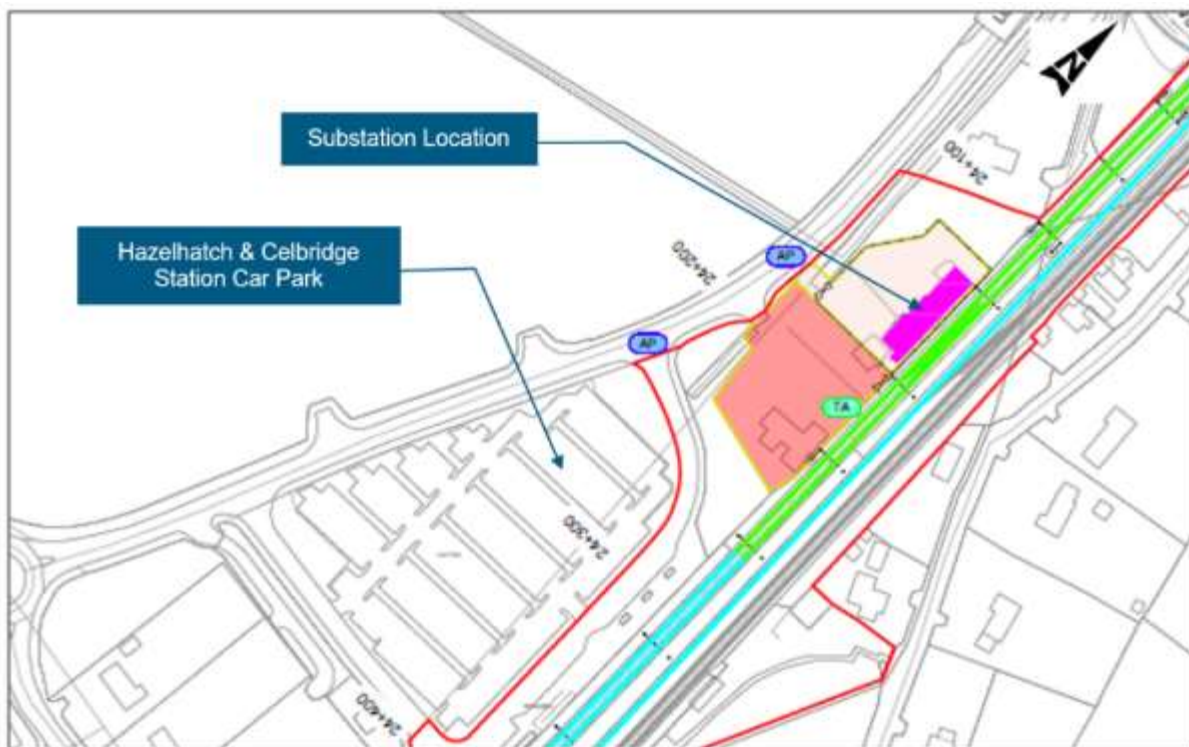 N
Substation Location
24+100
Hazelhatch & Celbridge
Station Car Park
24+200
AP
AP
TA
24+300
24+400